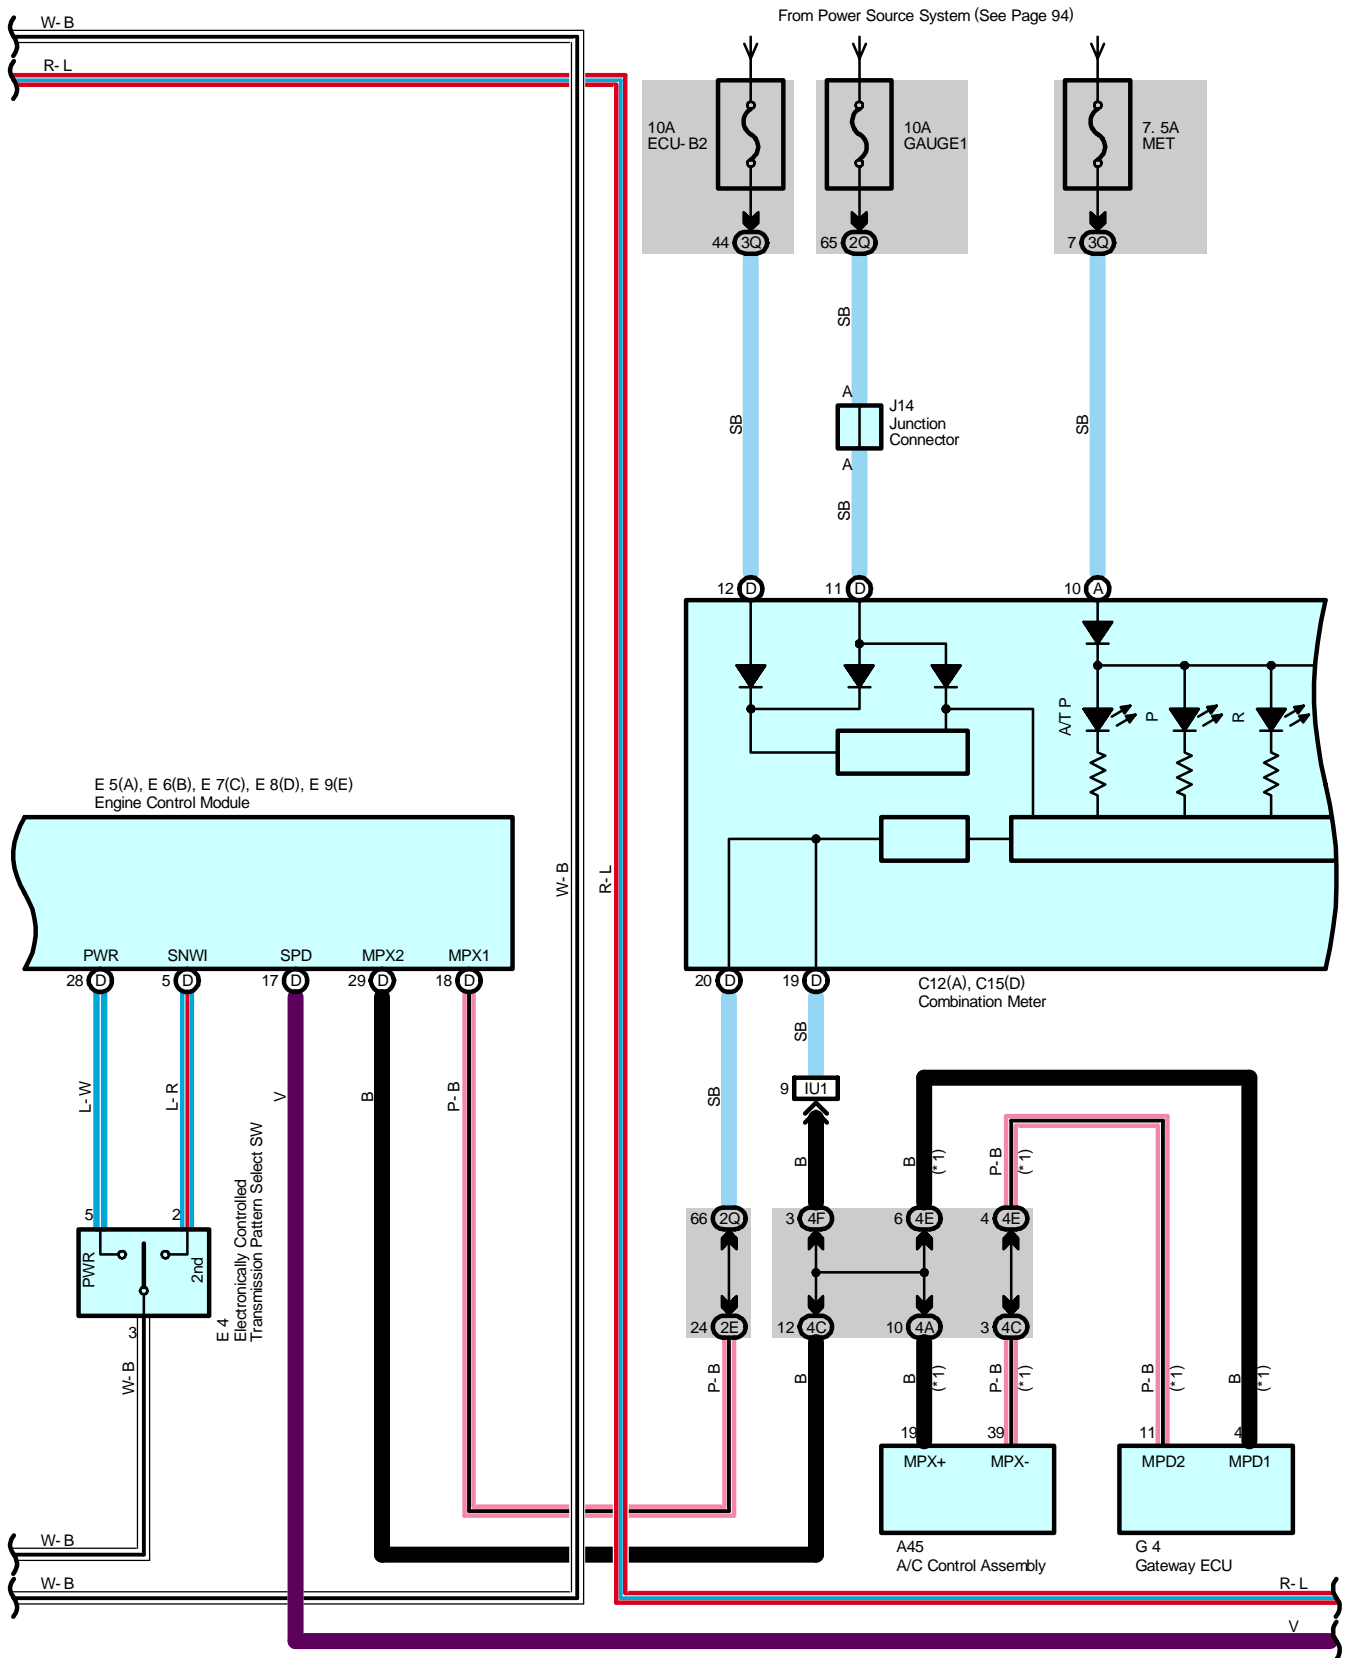 W- B
From Power Source System (See Page 94)
R- L
10A
ECU- B2
10A
GAUGE1
7. 5A
MET
44 3Q
65 2Q
7 3Q
SB
SB
SB
A
J14
Junction
Connector
A
SB
12 D
11 D
10 A
A/T P
P
R
E 5(A), E 6(B), E 7(C), E 8(D), E 9(E)
Engine Control Module
W- B
R- L
PWR
SNWI
SPD
MPX2
MPX1
28 D
5 D
17 D
29 D
18 D
20 D
19 D
C12(A), C15(D)
Combination Meter
SB
SB
9 IU1
L- W
L- R
V
B
P- B
B
B
(*1)
P- B
(*1)
5
2
66 2Q
3 4F
6 4E
4 4E
PWR
2nd
E 4
Electronically Controlled
Transmission Pattern Select SW
3
24 2E
12 4C
10 4A
3 4C
W- B
P- B
B
B
(*1)
P- B
(*1)
P- B
(*1)
B
(*1)
19
39
11
4
MPX+
MPX-
MPD2
MPD1
W- B
A45
A/C Control Assembly
G 4
Gateway ECU
W- B
R- L
V